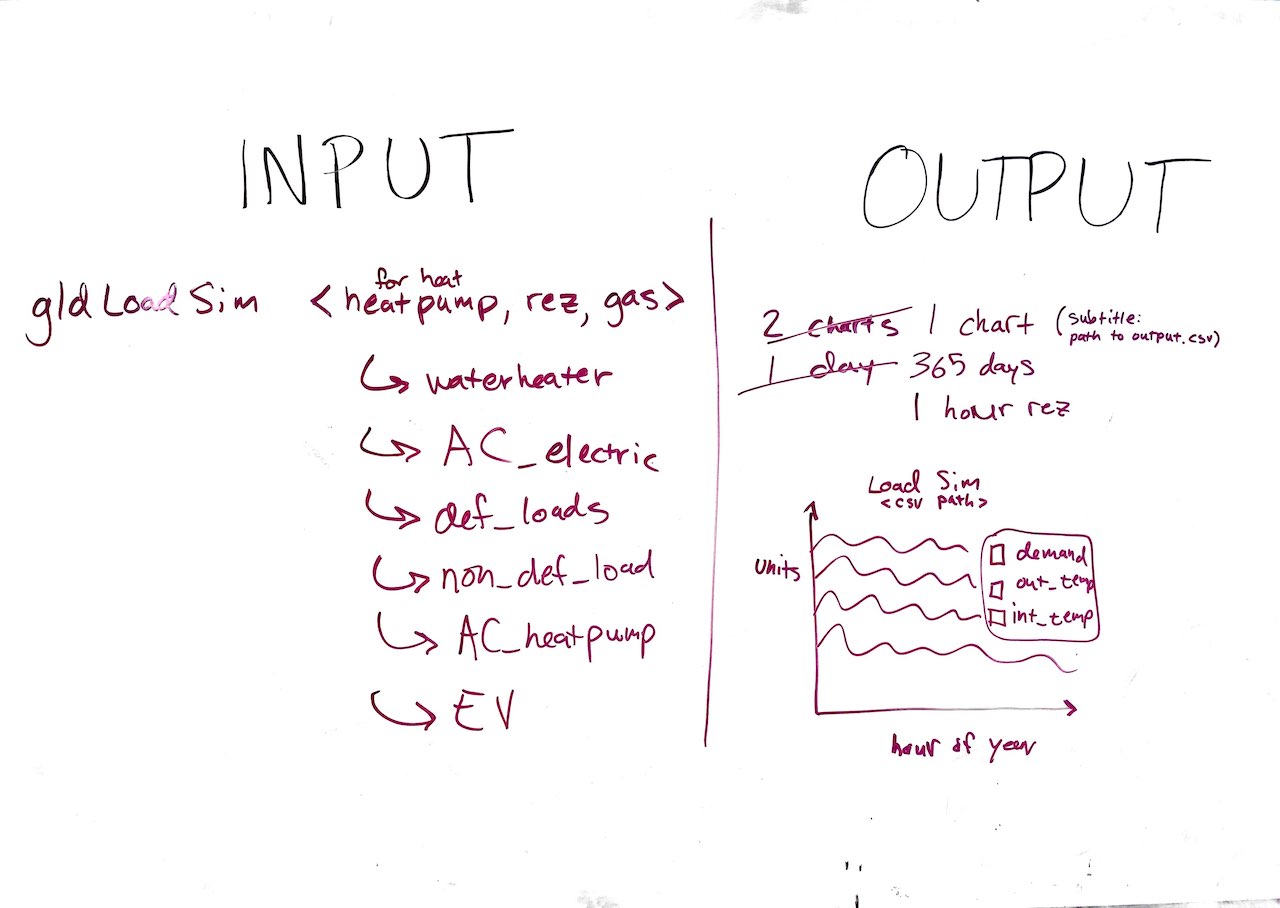 INPUT
gldLoadSim <heatpump, rez, gas>
for heat
waterheater
AC_electric
def_loads
non_def_load
AC_heatpump
EV
OUTPUT
2 charts 1 chart (subtitle:
path to output.csv)
1 day 365 days
1 hour rez
Load Sim
<csv path>
units
demand
out_temp
int_temp
hour of year